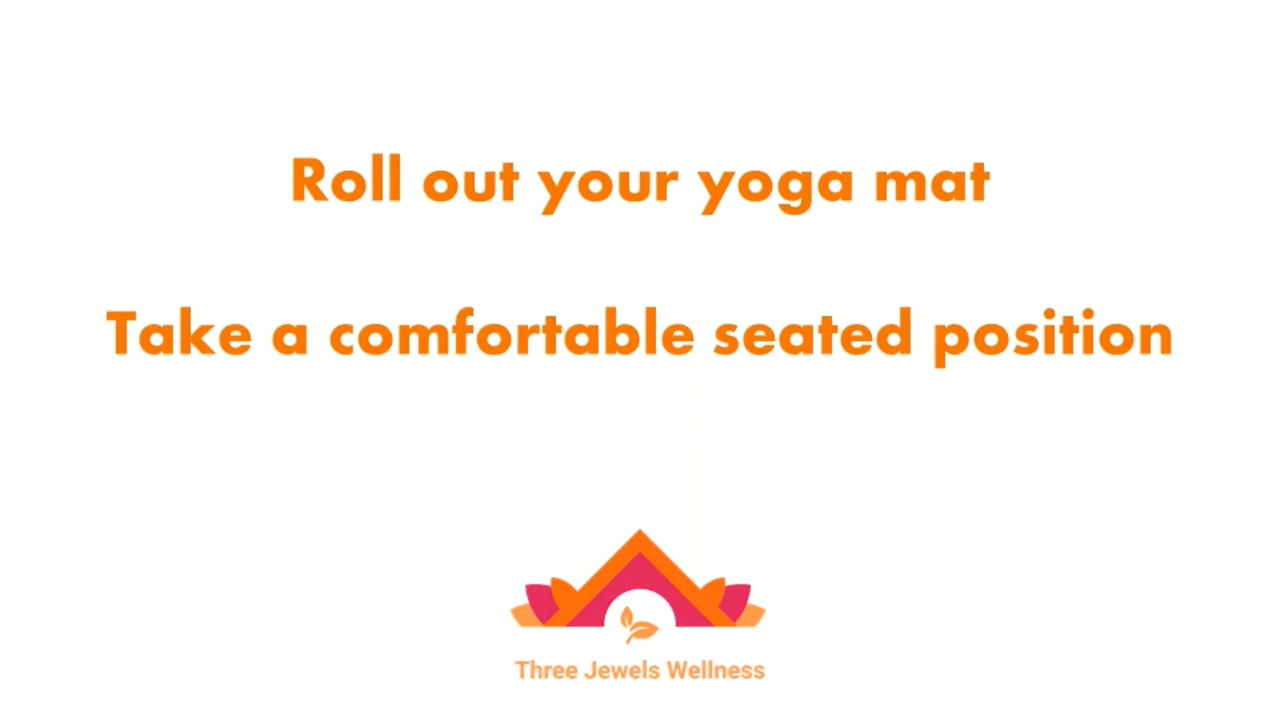 Roll out your yoga mat
Take a comfortable seated position
Three Jewels Wellness